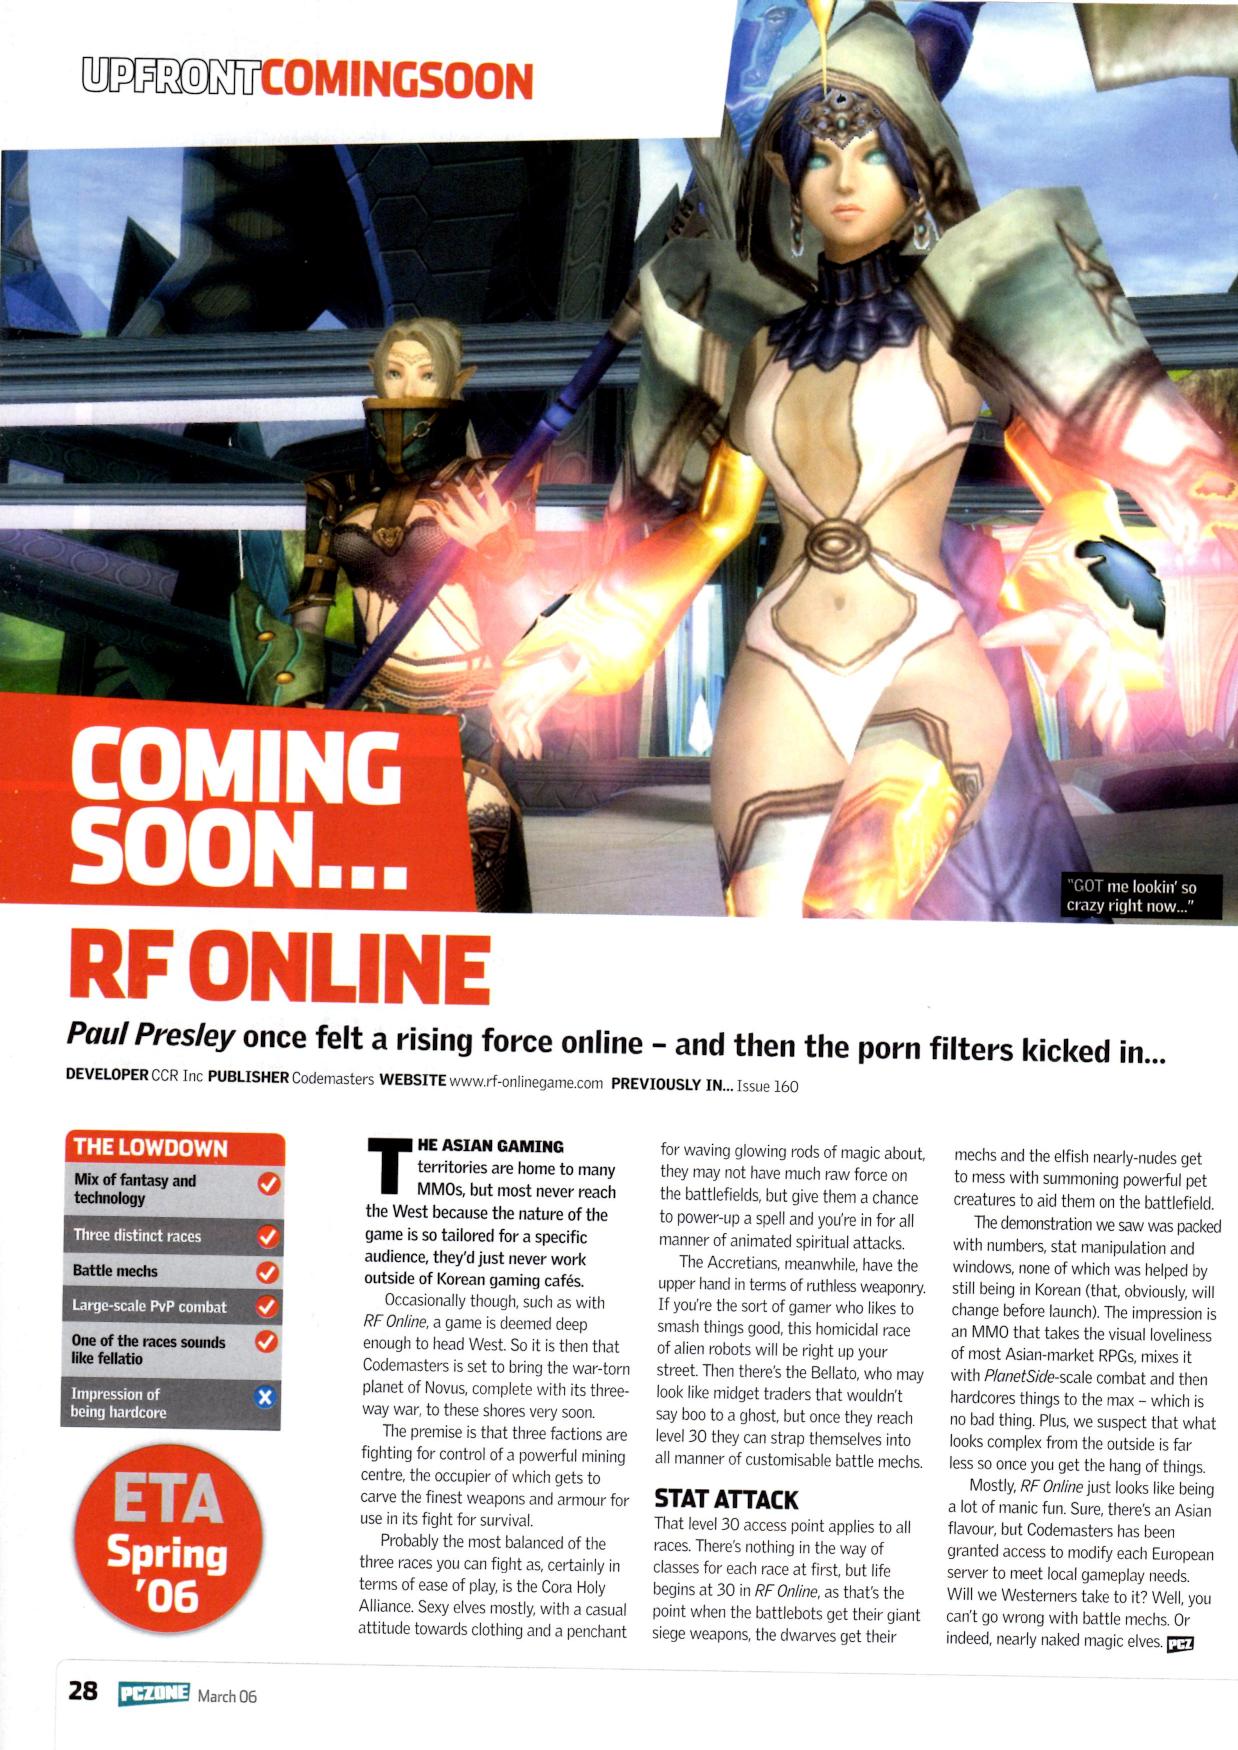 UPFRONTCOMINGSOON
"GOT me lookin' so
crazy right now..."
COMING
SOON...
RF ONLINE
Paul Presley once felt a rising force online – and then the porn filters kicked in...
DEVELOPER CCR Inc PUBLISHER Codemasters WEBSITE www.rf-onlinegame.com PREVIOUSLY IN... Issue 160
THE LOWDOWN
Mix of fantasy and
technology
Three distinct races
Battle mechs
Large-scale PvP combat
One of the races sounds
like fellatio
Impression of
being hardcore
ETA
Spring
'06
THE ASIAN GAMING
territories are home to many
MMOs, but most never reach
the West because the nature of the
game is so tailored for a specific
audience, they'd just never work
outside of Korean gaming cafés.
Occasionally though, such as with
RF Online, a game is deemed deep
enough to head West. So it is then that
Codemasters is set to bring the war-torn
planet of Novus, complete with its three-
way war, to these shores very soon.
The premise is that three factions are
fighting for control of a powerful mining
centre, the occupier of which gets to
carve the finest weapons and armour for
use in its fight for survival.
Probably the most balanced of the
three races you can fight as, certainly in
terms of ease of play, is the Cora Holy
Alliance. Sexy elves mostly, with a casual
attitude towards clothing and a penchant
for waving glowing rods of magic about,
they may not have much raw force on
the battlefields, but give them a chance
to power-up a spell and you're in for all
manner of animated spiritual attacks.
The Accretians, meanwhile, have the
upper hand in terms of ruthless weaponry.
If you're the sort of gamer who likes to
smash things good, this homicidal race
of alien robots will be right up your
street. Then there's the Bellato, who may
look like midget traders that wouldn't
say boo to a ghost, but once they reach
level 30 they can strap themselves into
all manner of customisable battle mechs.
STAT ATTACK
That level 30 access point applies to all
races. There's nothing in the way of
classes for each race at first, but life
begins at 30 in RF Online, as that's the
point when the battlebots get their giant
siege weapons, the dwarves get their
mechs and the elfish nearly-nudes get
to mess with summoning powerful pet
creatures to aid them on the battlefield.
The demonstration we saw was packed
with numbers, stat manipulation and
windows, none of which was helped by
still being in Korean (that, obviously, will
change before launch). The impression is
an MMO that takes the visual loveliness
of most Asian-market RPGs, mixes it
with PlanetSide-scale combat and then
hardcores things to the max – which is
no bad thing. Plus, we suspect that what
looks complex from the outside is far
less so once you get the hang of things.
Mostly, RF Online just looks like being
a lot of manic fun. Sure, there's an Asian
flavour, but Codemasters has been
granted access to modify each European
server to meet local gameplay needs.
Will we Westerners take to it? Well, you
can't go wrong with battle mechs. Or
indeed, nearly naked magic elves. PCZ
28 PCZONE March 06